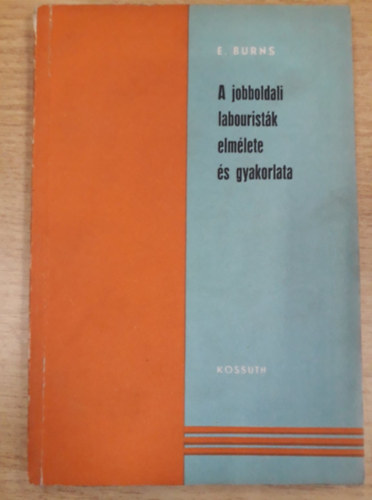 E. BURNS
A jobboldali
labouristák
elmélete
és gyakorlata
KOSSUTH